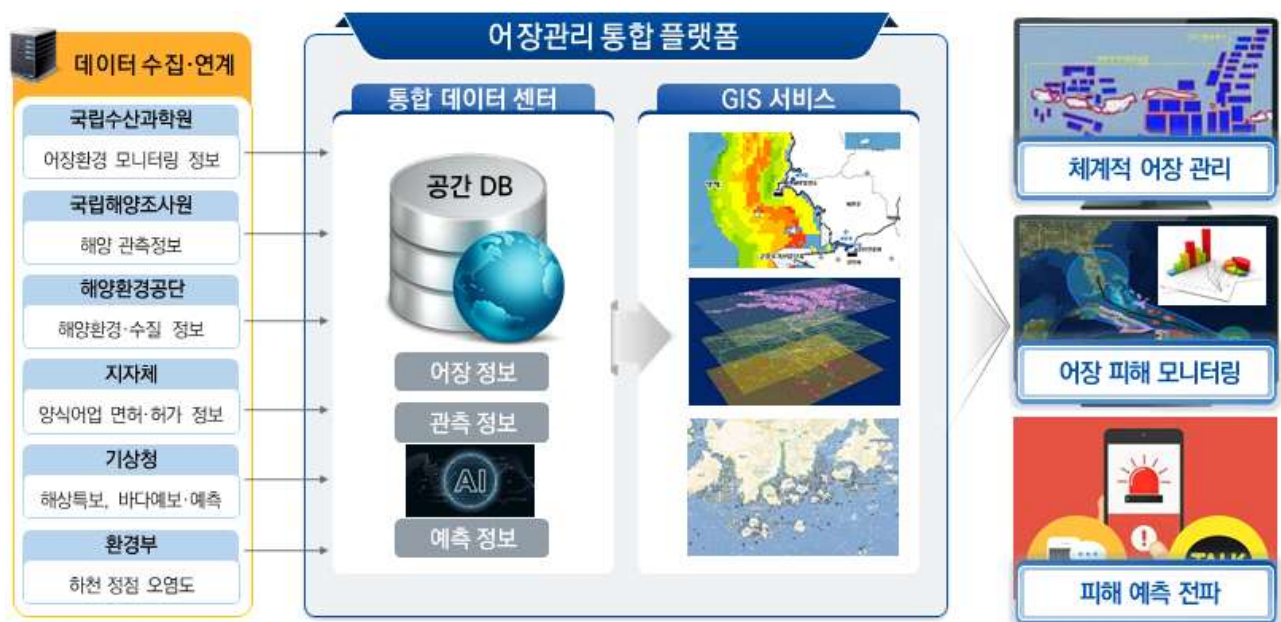 데이터 수집·연계
국립수산과학원
어장환경 모니터링 정보
국립해양조사원
해양 관측정보
해양환경공단
해양환경·수질 정보
지자체
양식어업 면허·허가 정보
기상청
해상특보, 바다예보·예측
환경부
하천 정점 오염도
어장관리 통합 플랫폼
통합 데이터 센터
공간 DB
어장 정보
관측 정보
AI
예측 정보
GIS 서비스
체계적 어장 관리
어장 피해 모니터링
TALK
피해 예측 전파